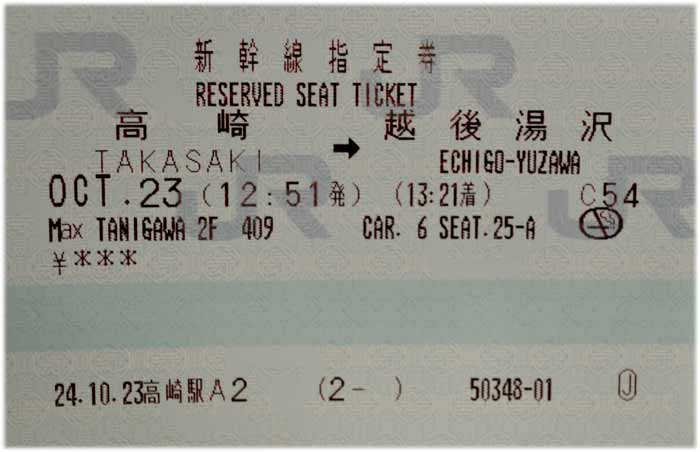 新幹線指定券
RESERVED SEAT TICKET
高崎 ➡ 越後湯沢
TAKASAKI ECHIGO-YUZAWA
OCT.23 (12:51発) (13:21着) C54
Max TANIGAWA 2F 409 CAR. 6 SEAT.25-A
¥***
24.10.23高崎駅A2 (2- ) 50348-01 Ⓙ